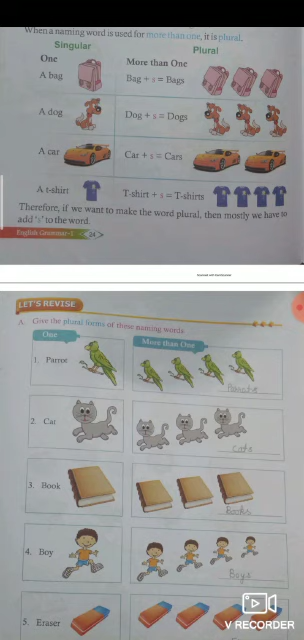 When a naming word is used for more than one, it is plural.
Singular Plural
One More than One
A bag Bag + s = Bags
A dog Dog + s = Dogs
A car Car + s = Cars
A t-shirt T-shirt + s = T-shirts
Therefore, if we want to make the word plural, then mostly we have to
add 's' to the word.
English Grammar-1 24
LET'S REVISE
A. Give the plural forms of these naming words.
One More than One
1. Parrot Parrots
2. Cat Cats
3. Book Books
4. Boy Boys
5. Eraser
V RECORDER